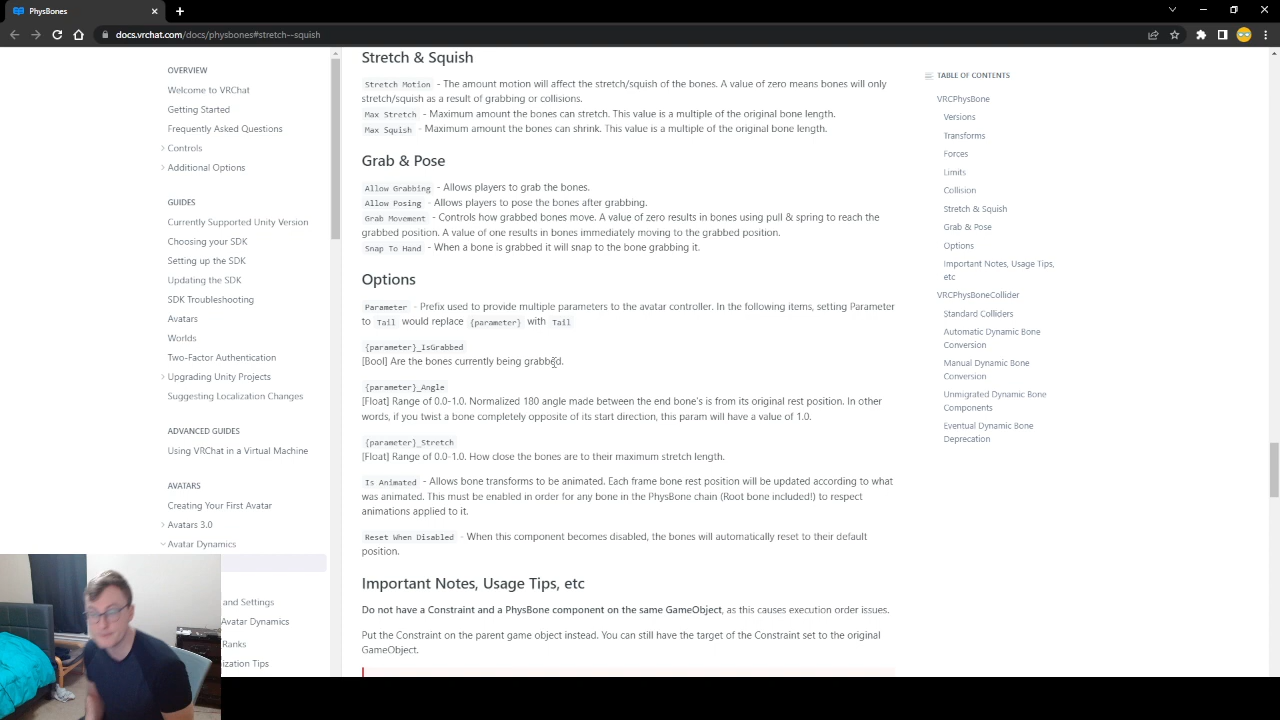 PhysBones
docs.vrchat.com/docs/physbones#stretch--squish
OVERVIEW
Welcome to VRChat
Getting Started
Frequently Asked Questions
Controls
Additional Options
GUIDES
Currently Supported Unity Version
Choosing your SDK
Setting up the SDK
Updating the SDK
SDK Troubleshooting
Avatars
Worlds
Two-Factor Authentication
Upgrading Unity Projects
Suggesting Localization Changes
ADVANCED GUIDES
Using VRChat in a Virtual Machine
AVATARS
Creating Your First Avatar
Avatars 3.0
Avatar Dynamics
and Settings
Avatar Dynamics
Ranks
ization Tips
Stretch & Squish
Stretch Motion - The amount motion will affect the stretch/squish of the bones. A value of zero means bones will only
stretch/squish as a result of grabbing or collisions.
Max Stretch - Maximum amount the bones can stretch. This value is a multiple of the original bone length.
Max Squish - Maximum amount the bones can shrink. This value is a multiple of the original bone length.
Grab & Pose
Allow Grabbing - Allows players to grab the bones.
Allow Posing - Allows players to pose the bones after grabbing.
Grab Movement - Controls how grabbed bones move. A value of zero results in bones using pull & spring to reach the
grabbed position. A value of one results in bones immediately moving to the grabbed position.
Snap To Hand - When a bone is grabbed it will snap to the bone grabbing it.
Options
Parameter - Prefix used to provide multiple parameters to the avatar controller. In the following items, setting Parameter
to Tail would replace {parameter} with Tail
{parameter}_IsGrabbed
[Bool] Are the bones currently being grabbed.
{parameter}_Angle
[Float] Range of 0.0-1.0. Normalized 180 angle made between the end bone's is from its original rest position. In other
words, if you twist a bone completely opposite of its start direction, this param will have a value of 1.0.
{parameter}_Stretch
[Float] Range of 0.0-1.0. How close the bones are to their maximum stretch length.
Is Animated - Allows bone transforms to be animated. Each frame bone rest position will be updated according to what
was animated. This must be enabled in order for any bone in the PhysBone chain (Root bone included!) to respect
animations applied to it.
Reset When Disabled - When this component becomes disabled, the bones will automatically reset to their default
position.
Important Notes, Usage Tips, etc
Do not have a Constraint and a PhysBone component on the same GameObject, as this causes execution order issues.
Put the Constraint on the parent game object instead. You can still have the target of the Constraint set to the original
GameObject.
TABLE OF CONTENTS
VRCPhysBone
Versions
Transforms
Forces
Limits
Collision
Stretch & Squish
Grab & Pose
Options
Important Notes, Usage Tips,
etc
VRCPhysBoneCollider
Standard Colliders
Automatic Dynamic Bone
Conversion
Manual Dynamic Bone
Conversion
Unmigrated Dynamic Bone
Components
Eventual Dynamic Bone
Deprecation